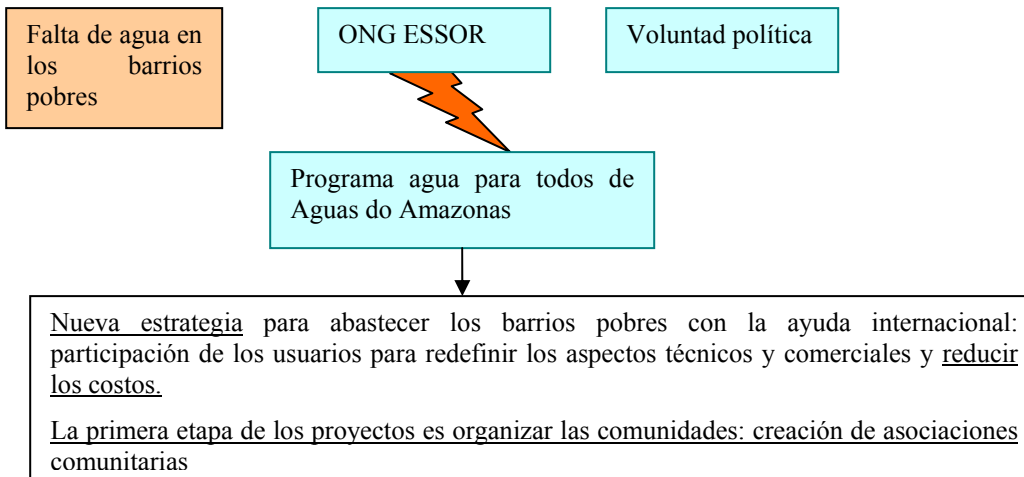 Falta de agua en
los barrios
pobres
ONG ESSOR
Voluntad política
Programa agua para todos de
Aguas do Amazonas
Nueva estrategia para abastecer los barrios pobres con la ayuda internacional:
participación de los usuarios para redefinir los aspectos técnicos y comerciales y reducir
los costos.
La primera etapa de los proyectos es organizar las comunidades: creación de asociaciones
comunitarias